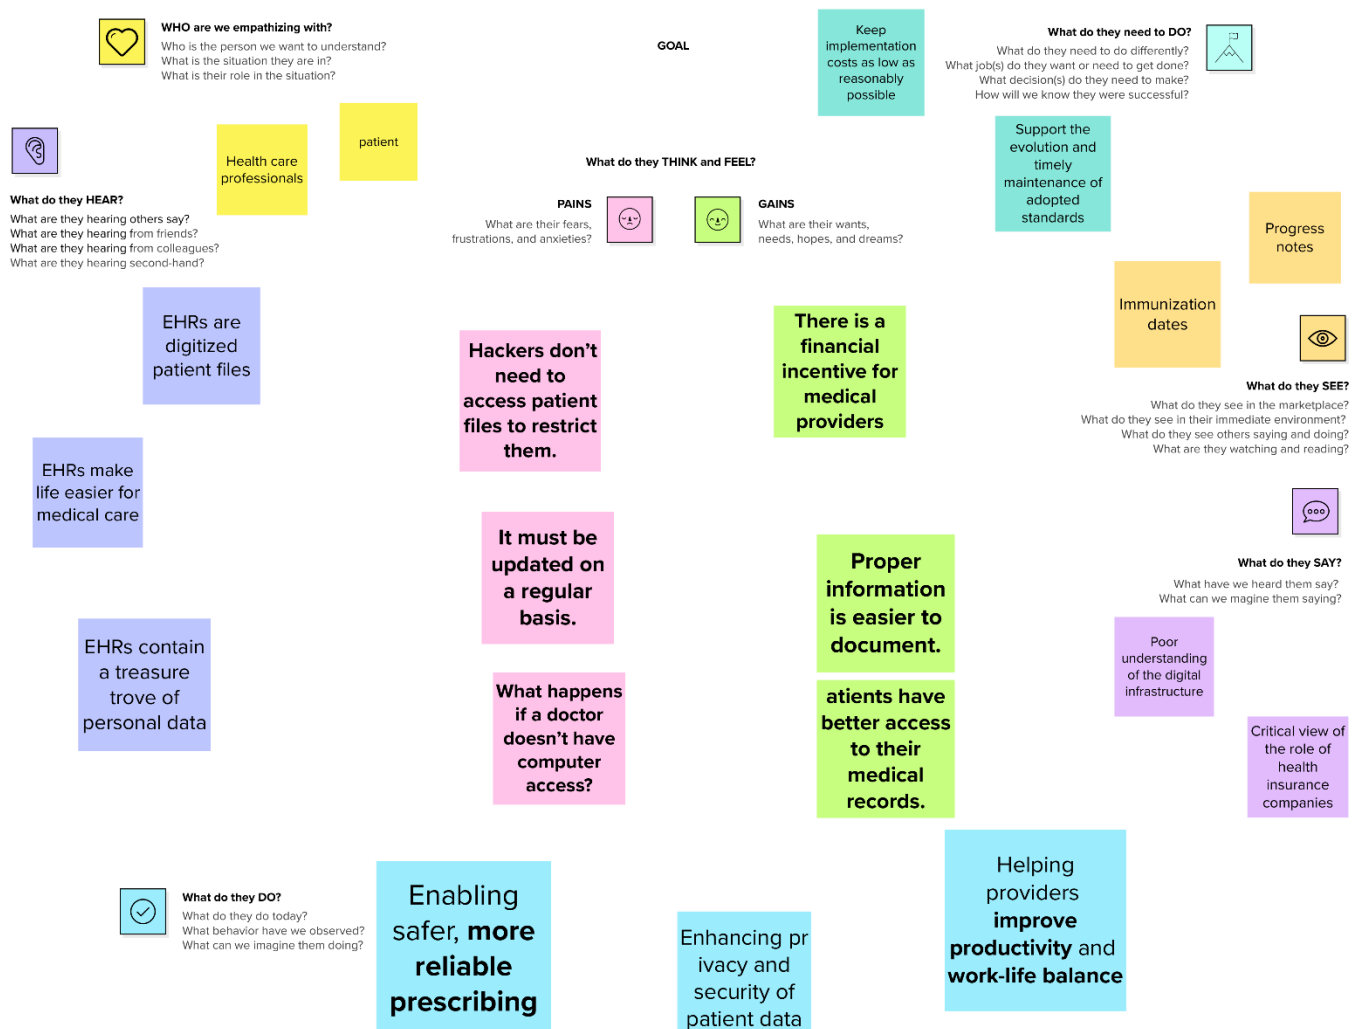 WHO are we empathizing with?
Who is the person we want to understand?
What is the situation they are in?
What is their role in the situation?
GOAL
Keep
implementation
costs as low as
reasonably
possible
What do they need to DO?
What do they need to do differently?
What job(s) do they want or need to get done?
What decision(s) do they need to make?
How will we know they were successful?
Health care
professionals
patient
Support the
evolution and
timely
maintenance of
adopted
standards
What do they HEAR?
What are they hearing others say?
What are they hearing from friends?
What are they hearing from colleagues?
What are they hearing second-hand?
What do they THINK and FEEL?
PAINS
What are their fears,
frustrations, and anxieties?
GAINS
What are their wants,
needs, hopes, and dreams?
Progress
notes
Immunization
dates
EHRs are
digitized
patient files
EHRs make
life easier for
medical care
EHRs contain
a treasure
trove of
personal data
Hackers don't
need to
access patient
files to restrict
them.
It must be
updated on
a regular
basis.
What happens
if a doctor
doesn't have
computer
access?
There is a
financial
incentive for
medical
providers
Proper
information
is easier to
document.
atients have
better access
to their
medical
records.
What do they SEE?
What do they see in the marketplace?
What do they see in their immediate environment?
What do they see others saying and doing?
What are they watching and reading?
What do they SAY?
What have we heard them say?
What can we magine them saying?
Poor
understanding
of the digital
infrastructure
Critical view of
the role of
health
insurance
companies
What do they DO?
What do they do today?
What behavior have we observed?
What can we imagine them doing?
Enabling
safer, more
reliable
prescribing
Enhancing pr
ivacy and
security of
patient data
Helping
providers
improve
productivity and
work-life balance